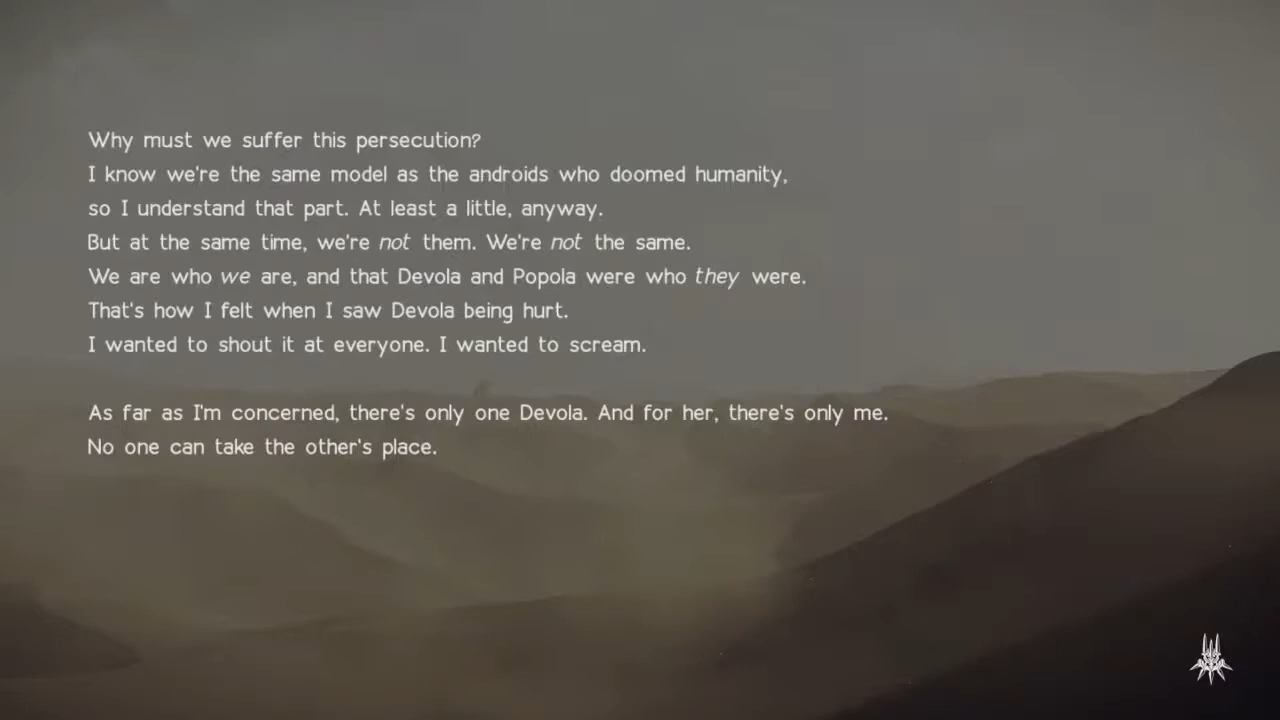 Why must we suffer this persecution?
I know we're the same model as the androids who doomed humanity,
so I understand that part. At least a little, anyway.
But at the same time, we're not them. We're not the same.
We are who we are, and that Devola and Popola were who they were.
That's how I felt when I saw Devola being hurt.
I wanted to shout it at everyone. I wanted to scream.
As far as I'm concerned, there's only one Devola. And for her, there's only me.
No one can take the other's place.